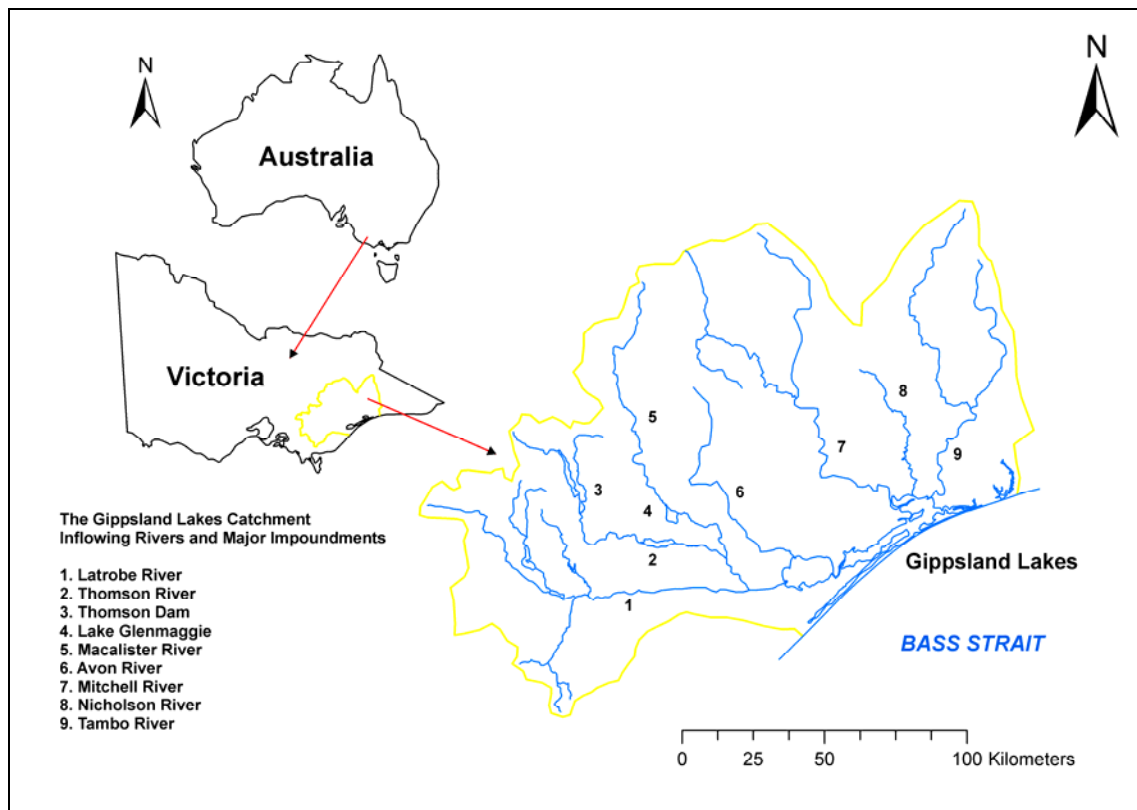 N
Australia
Victoria
The Gippsland Lakes Catchment
Inflowing Rivers and Major Impoundments
1. Latrobe River
2. Thomson River
3. Thomson Dam
4. Lake Glenmaggie
5. Macalister River
6. Avon River
7. Mitchell River
8. Nicholson River
9. Tambo River
N
8
5
7
9
3
6
4
2
1
Gippsland Lakes
BASS STRAIT
0 25 50 100 Kilometers